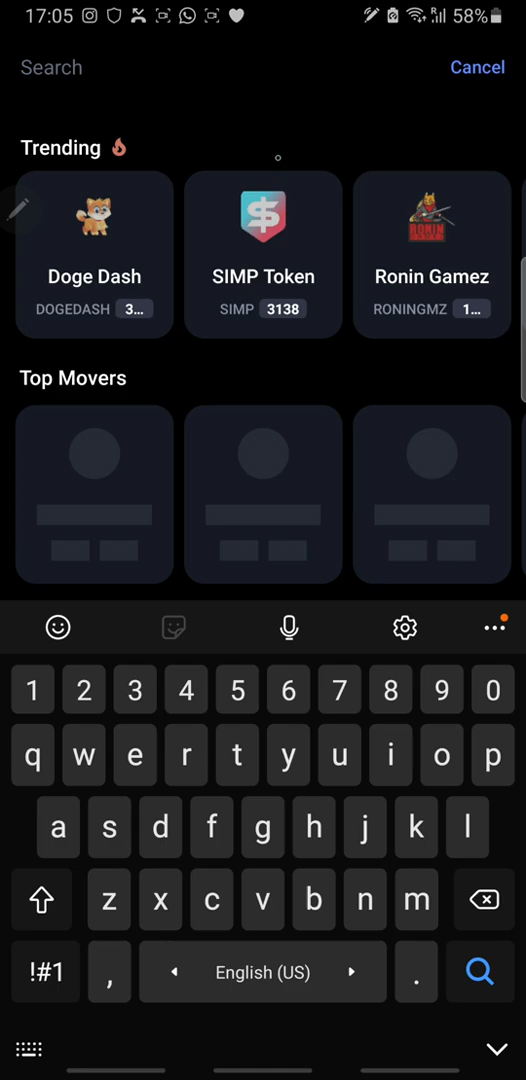 17:05 58%
Search Cancel
Trending
Doge Dash SIMP Token Ronin Gamez
DOGEDASH 3... SIMP 3138 RONINGMZ 1...
Top Movers
1 2 3 4 5 6 7 8 9 0
q w e r t y u i o p
a s d f g h j k l
z x c v b n m
!#1 , English (US) .